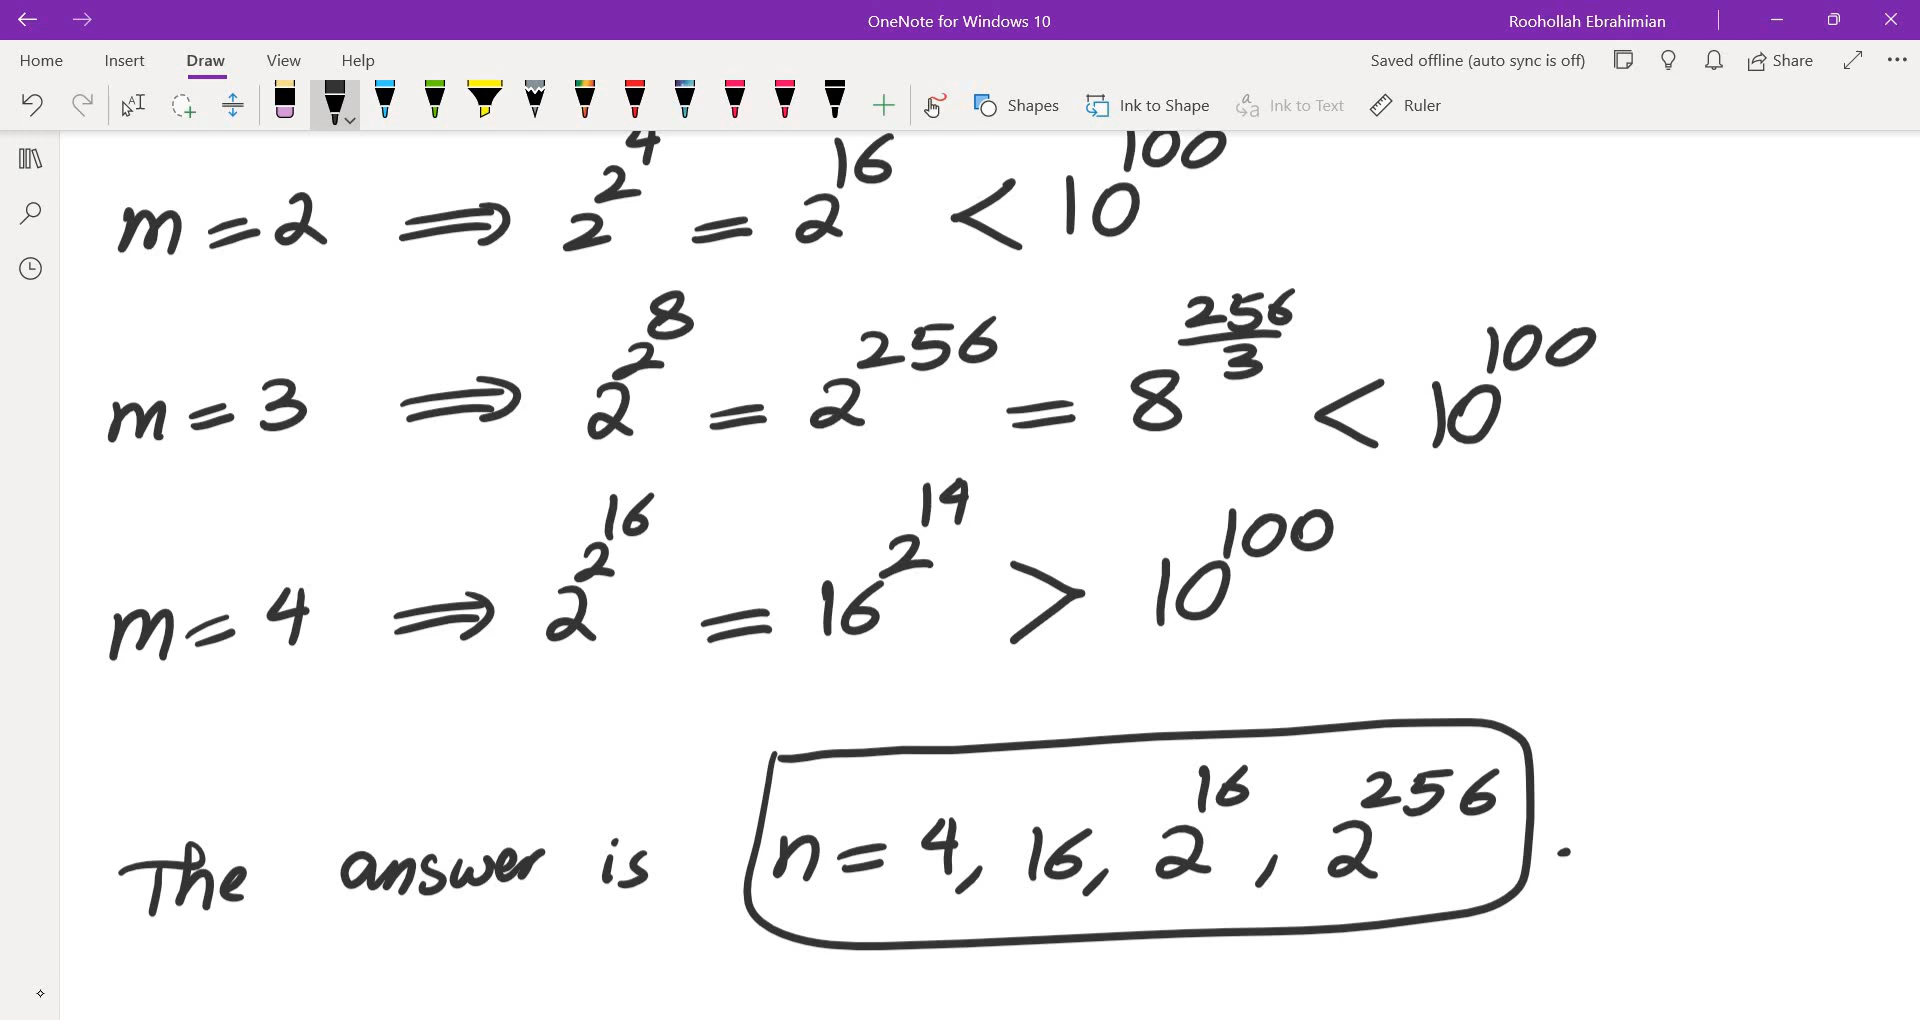 OneNote for Windows 10
Roohollah Ebrahimian
Home Insert Draw View Help
Saved offline (auto sync is off) Share
Shapes Ink to Shape Ink to Text Ruler
m = 2 ⟹ 2^{2^4} = 2^{16} < 10^{100}
m = 3 ⟹ 2^{2^8} = 2^{256} = 8^{\frac{256}{3}} < 10^{100}
m = 4 ⟹ 2^{2^{16}} = 16^{2^{14}} > 10^{100}
The answer is n = 4, 16, 2^{16}, 2^{256}.